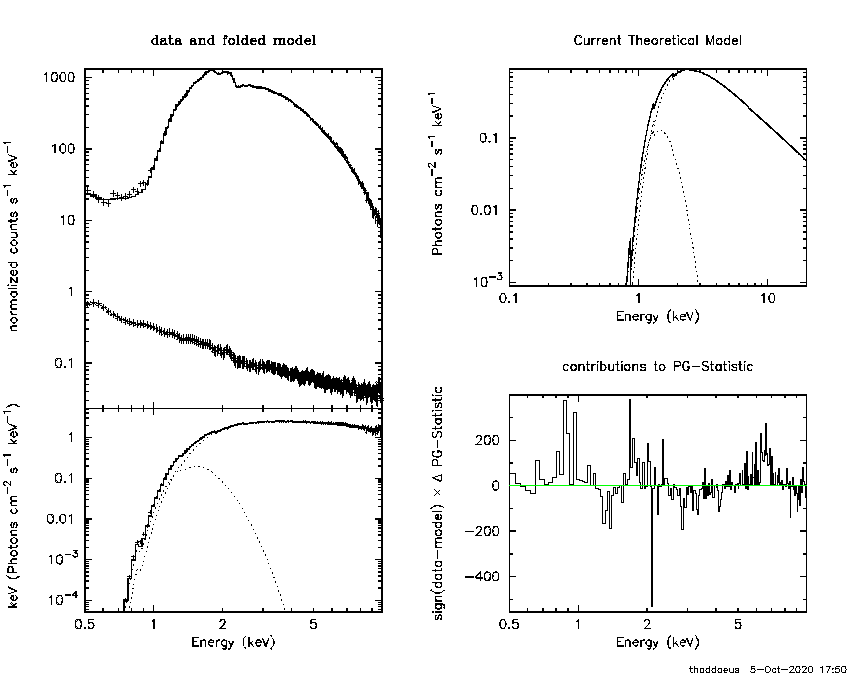 data and folded model
normalized counts s⁻¹ keV⁻¹
1000
100
10
1
0.1
keV (Photons cm⁻² s⁻¹ keV⁻¹)
1
0.1
0.01
10⁻³
10⁻⁴
0.5 1 2 5
Energy (keV)
Current Theoretical Model
Photons cm⁻² s⁻¹ keV⁻¹
0.1
0.01
10⁻³
0.1 1 10
Energy (keV)
contributions to PG-Statistic
sign(data-model) × Δ PG-Statistic
200
0
-200
-400
0.5 1 2 5
Energy (keV)
thaddaeus 5-Oct-2020 17:50